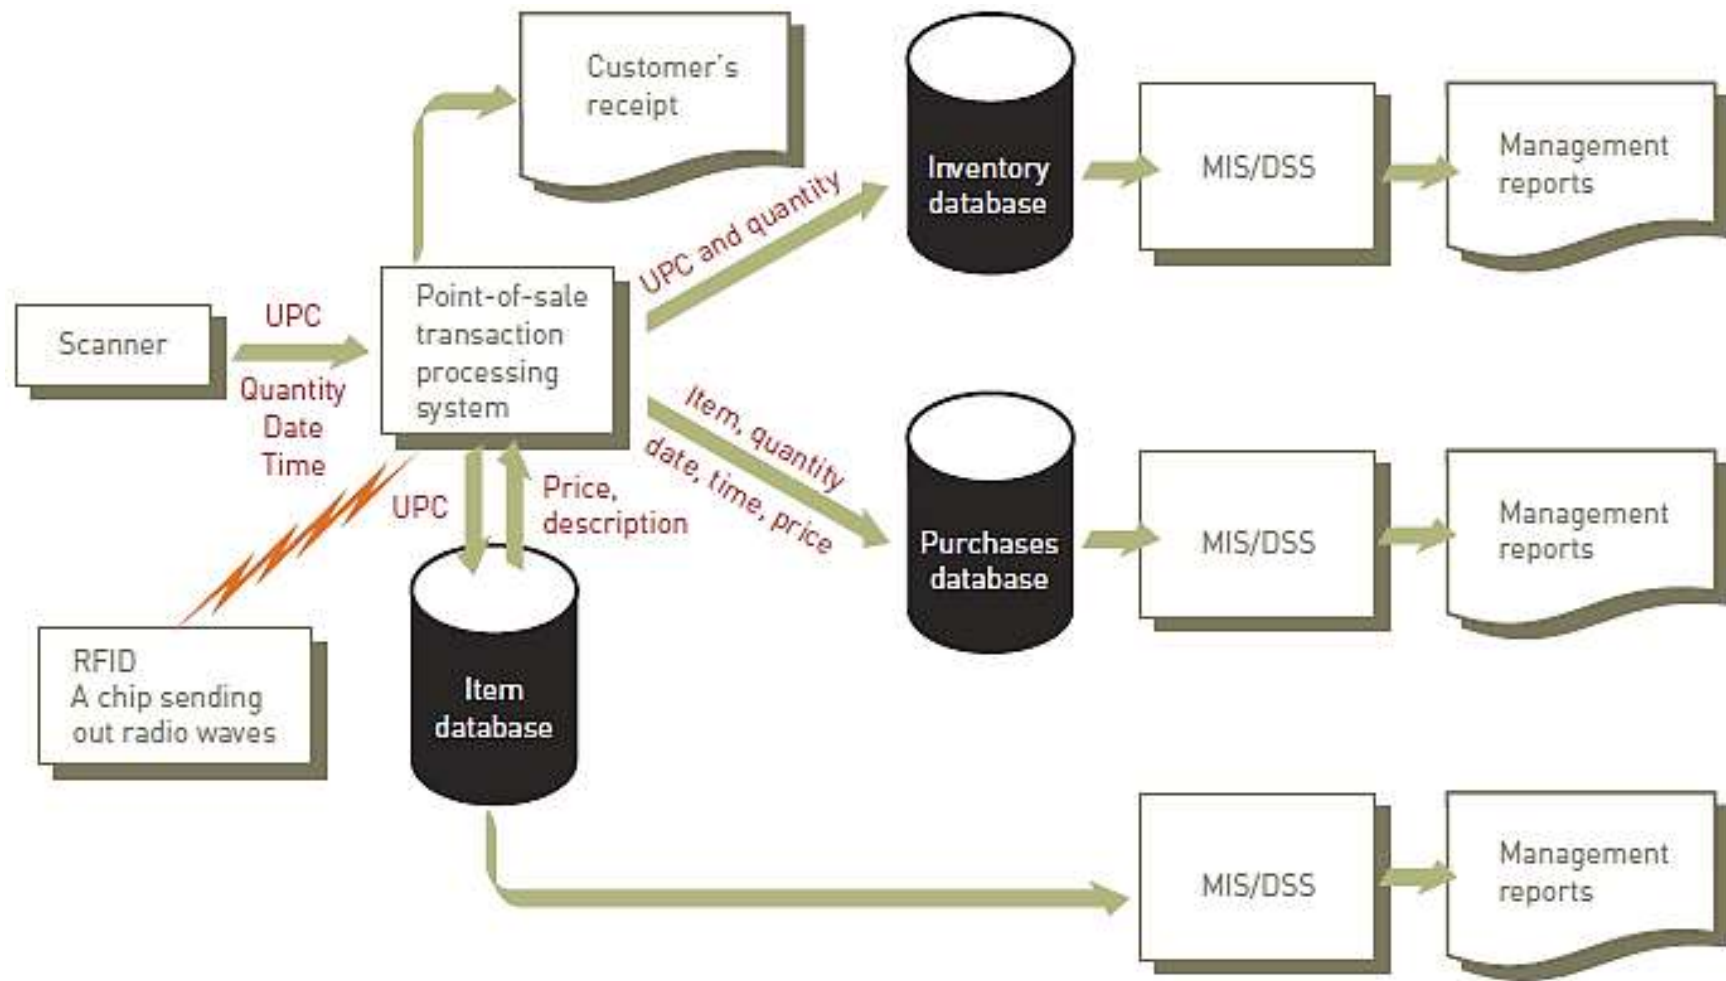 Customer's
receipt
Inventory
database
MIS/DSS
Management
reports
UPC and quantity
Scanner
UPC
Quantity
Date
Time
Point-of-sale
transaction
processing
system
Item, quantity
date, time, price
Purchases
database
MIS/DSS
Management
reports
UPC
Price,
description
RFID
A chip sending
out radio waves
Item
database
MIS/DSS
Management
reports